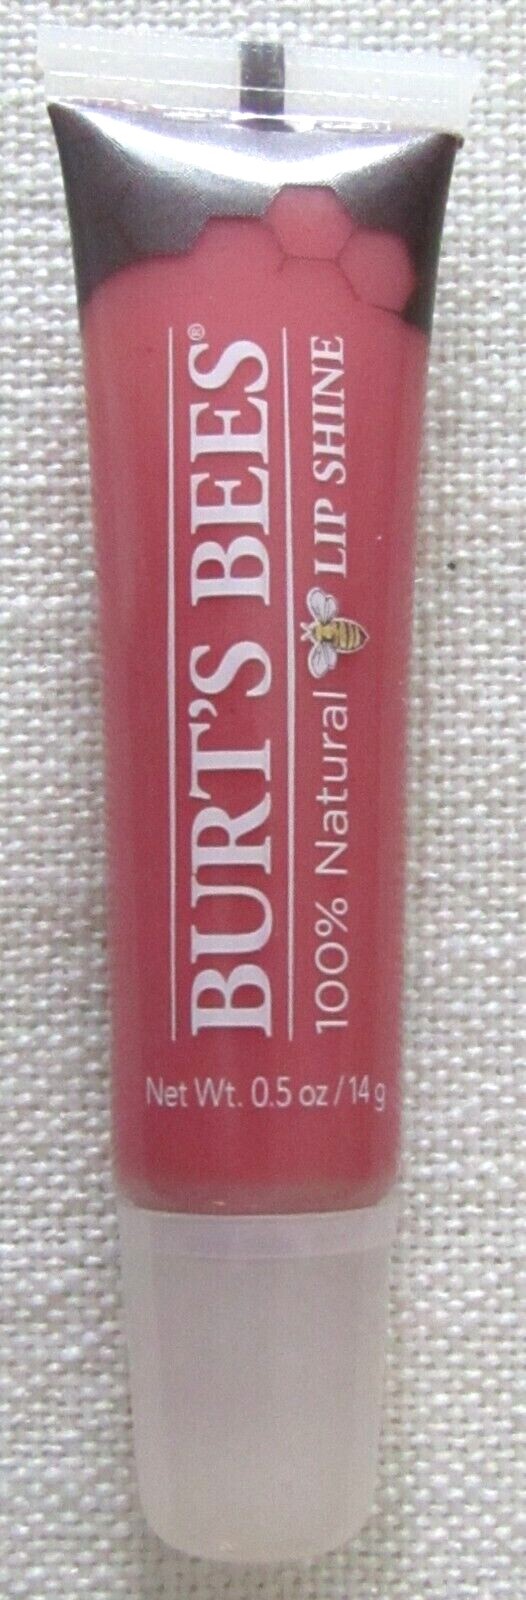 BURT'S BEES®
100% Natural LIP SHINE
Net Wt. 0.5 oz / 14 g